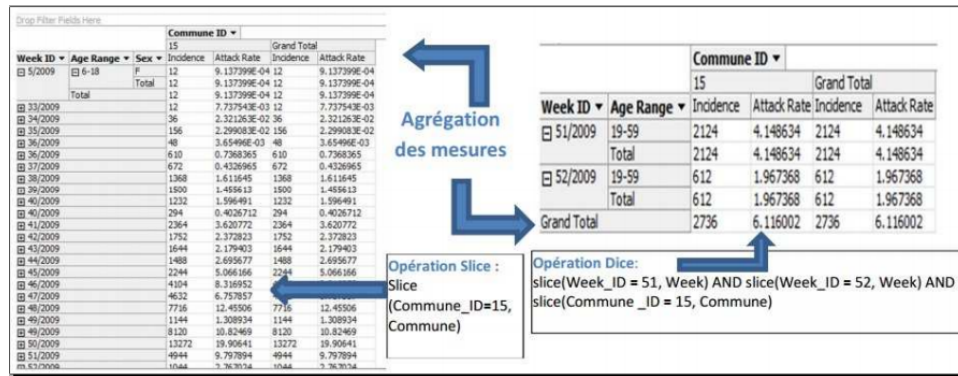 Drop Filter Fields Here
Commune ID
15 Grand Total
Week ID Age Range Sex Incidence Attack Rate Incidence Attack Rate
5/2009 6-18 F 12 9.137399E-04 12 9.137399E-04
Total 12 9.137399E-04 12 9.137399E-04
Total 12 9.137399E-04 12 9.137399E-04
33/2009 12 7.737543E-03 12 7.737543E-03
34/2009 36 2.321263E-02 36 2.321263E-02
35/2009 156 2.299083E-02 156 2.299083E-02
36/2009 48 3.65496E-03 48 3.65496E-03
36/2009 610 0.7368365 610 0.7368365
37/2009 672 0.4326965 672 0.4326965
38/2009 1368 1.611645 1368 1.611645
39/2009 1500 1.455613 1500 1.455613
40/2009 1232 1.596491 1232 1.596491
40/2009 294 0.4026712 294 0.4026712
41/2009 2364 3.620772 2364 3.620772
42/2009 1752 2.372823 1752 2.372823
43/2009 1644 2.179403 1644 2.179403
44/2009 1488 2.695677 1488 2.695677
45/2009 2244 5.066166 2244 5.066166
46/2009 4104 8.316952
47/2009 4632 6.757857
48/2009 7716 12.45506 7716 12.45506
49/2009 1144 1.308934 1144 1.308934
49/2009 8120 10.82469 8120 10.82469
50/2009 13272 19.90641 13272 19.90641
51/2009 4944 9.797894 4944 9.797894
52/2009 1044 2.767024 1044 2.767024
Agrégation
des mesures
Commune ID
15 Grand Total
Week ID Age Range Incidence Attack Rate Incidence Attack Rate
51/2009 19-59 2124 4.148634 2124 4.148634
Total 2124 4.148634 2124 4.148634
52/2009 19-59 612 1.967368 612 1.967368
Total 612 1.967368 612 1.967368
Grand Total 2736 6.116002 2736 6.116002
Opération Slice :
Slice
(Commune_ID=15,
Commune)
Opération Dice:
slice(Week_ID = 51, Week) AND slice(Week_ID = 52, Week) AND
slice(Commune _ID = 15, Commune)